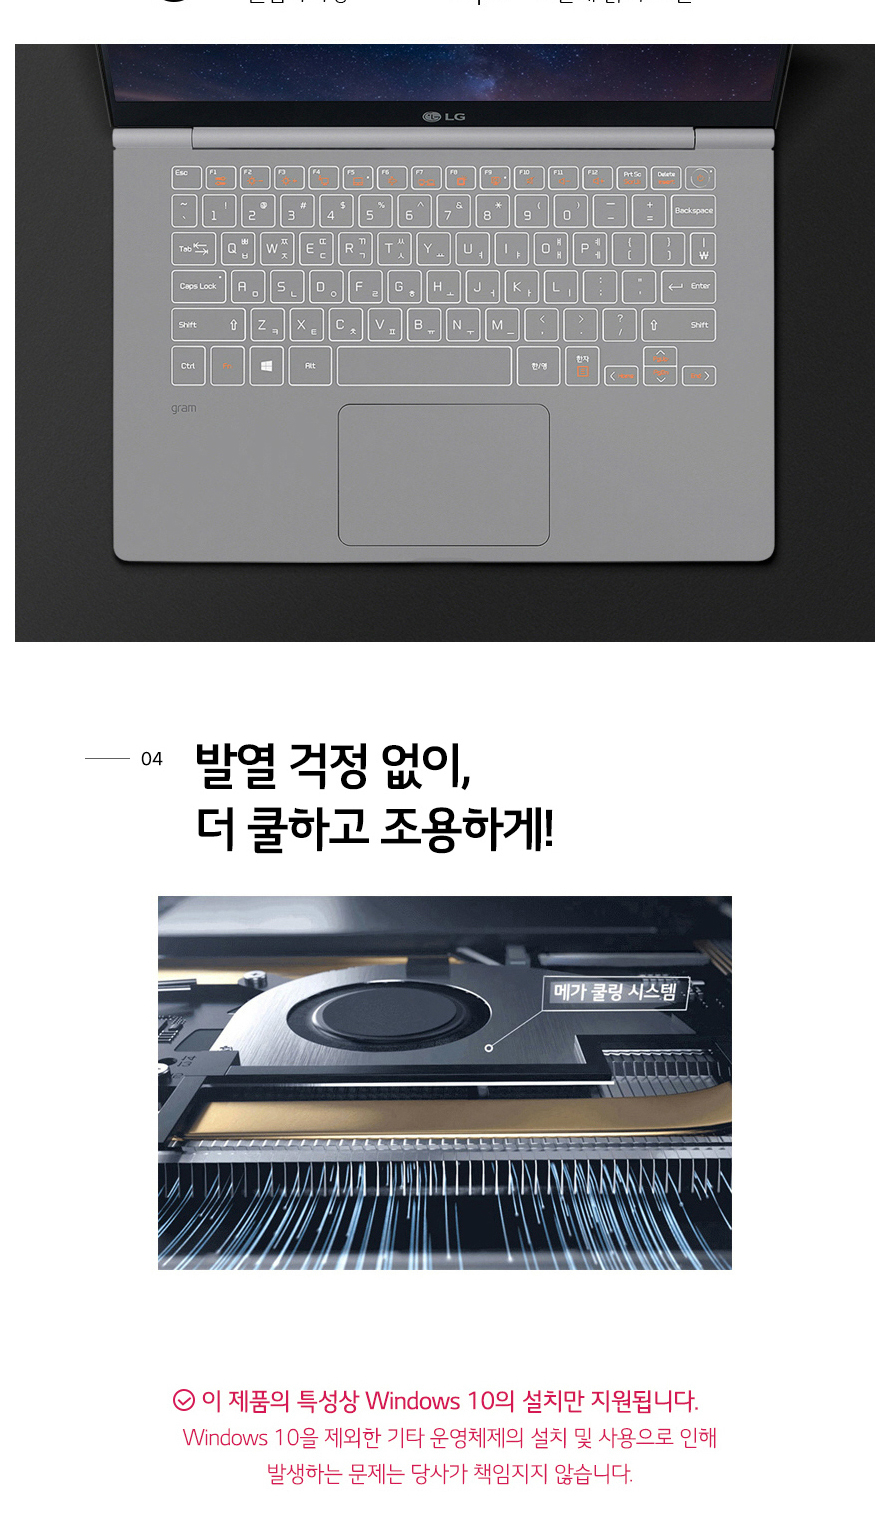 LG
Esc F1 F2 F3 F4 F5 F6 F7 F8 F9 F10 F11 F12 Prt Sc Delete
~ ` ! 1 @ 2 # 3 $ 4 % 5 ^ 6 & 7 * 8 ( 9 ) 0 _ - + = Backspace
Tab Q ㅃ ㅂ W ㅉ ㅈ E ㄸ ㄷ R ㄲ ㄱ T ㅆ ㅅ Y ㅛ U ㅕ I ㅑ O ㅒ ㅐ P ㅖ ㅔ { [ } ] | ₩
Caps Lock A ㅁ S ㄴ D ㅇ F ㄹ G ㅎ H ㅗ J ㅓ K ㅏ L ㅣ : ; " ' Enter
Shift Z ㅋ X ㅌ C ㅊ V ㅍ B ㅠ N ㅜ M ㅡ < , > . ? / Shift
Ctrl Fn Alt 한/영 한자
gram
04 발열 걱정 없이,
더 쿨하고 조용하게!
메가 쿨링 시스템
이 제품의 특성상 Windows 10의 설치만 지원됩니다.
Windows 10을 제외한 기타 운영체제의 설치 및 사용으로 인해
발생하는 문제는 당사가 책임지지 않습니다.